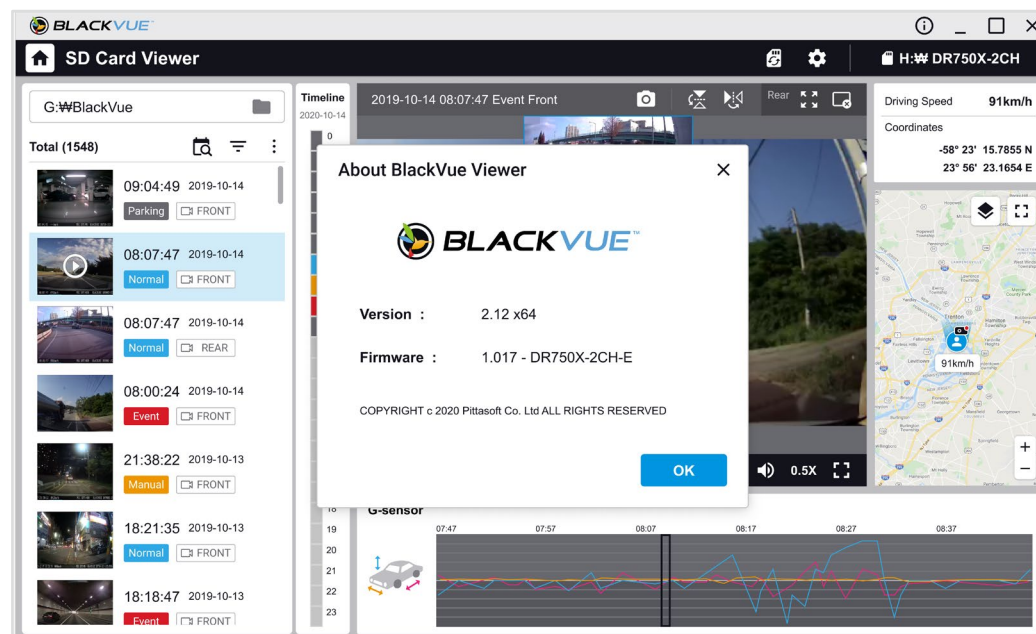 BLACKVUE™
SD Card Viewer
H:₩ DR750X-2CH
G:₩BlackVue
Total (1548)
09:04:49 2019-10-14
Parking FRONT
08:07:47 2019-10-14
Normal FRONT
08:07:47 2019-10-14
Normal REAR
08:00:24 2019-10-14
Event FRONT
21:38:22 2019-10-13
Manual FRONT
18:21:35 2019-10-13
Normal FRONT
18:18:47 2019-10-13
Event FRONT
Timeline
2020-10-14
0
18
19
20
21
22
23
2019-10-14 08:07:47 Event Front
Rear
About BlackVue Viewer
BLACKVUE™
Version : 2.12 x64
Firmware : 1.017 - DR750X-2CH-E
COPYRIGHT c 2020 Pittasoft Co. Ltd ALL RIGHTS RESERVED
OK
0.5X
Driving Speed 91km/h
Coordinates
-58° 23' 15.7855 N
23° 56' 23.1654 E
Trenton
Hamilton
Township
91km/h
+
−
G-sensor
07:47 07:57 08:07 08:17 08:27 08:37